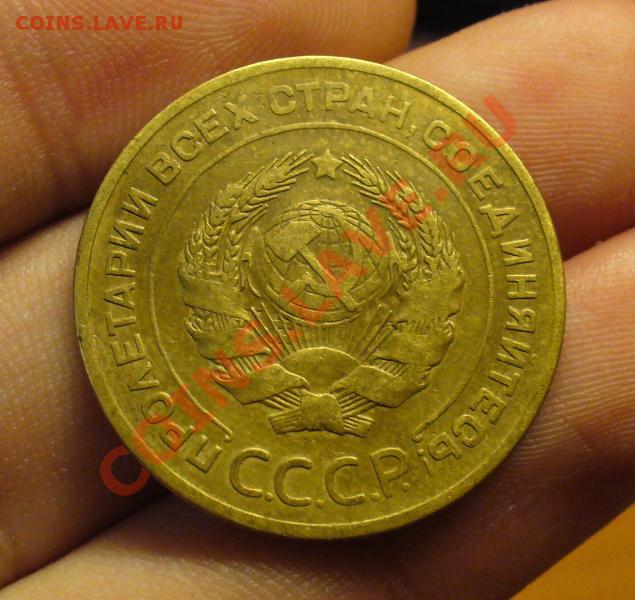 COINS.LAVE.RU
ПРОЛЕТАРИИ ВСЕХ СТРАН, СОЕДИНЯЙТЕСЬ!
С.С.С.Р.
COINS.LAVE.RU